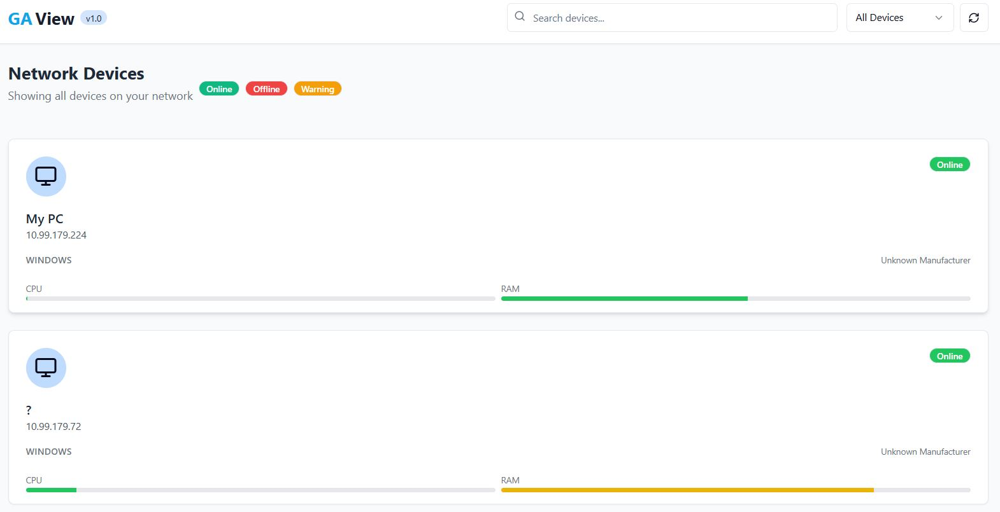 GA View v1.0
Search devices...
All Devices
Network Devices
Showing all devices on your network
Online Offline Warning
Online
My PC
10.99.179.224
WINDOWS Unknown Manufacturer
CPU RAM
Online
?
10.99.179.72
WINDOWS Unknown Manufacturer
CPU RAM